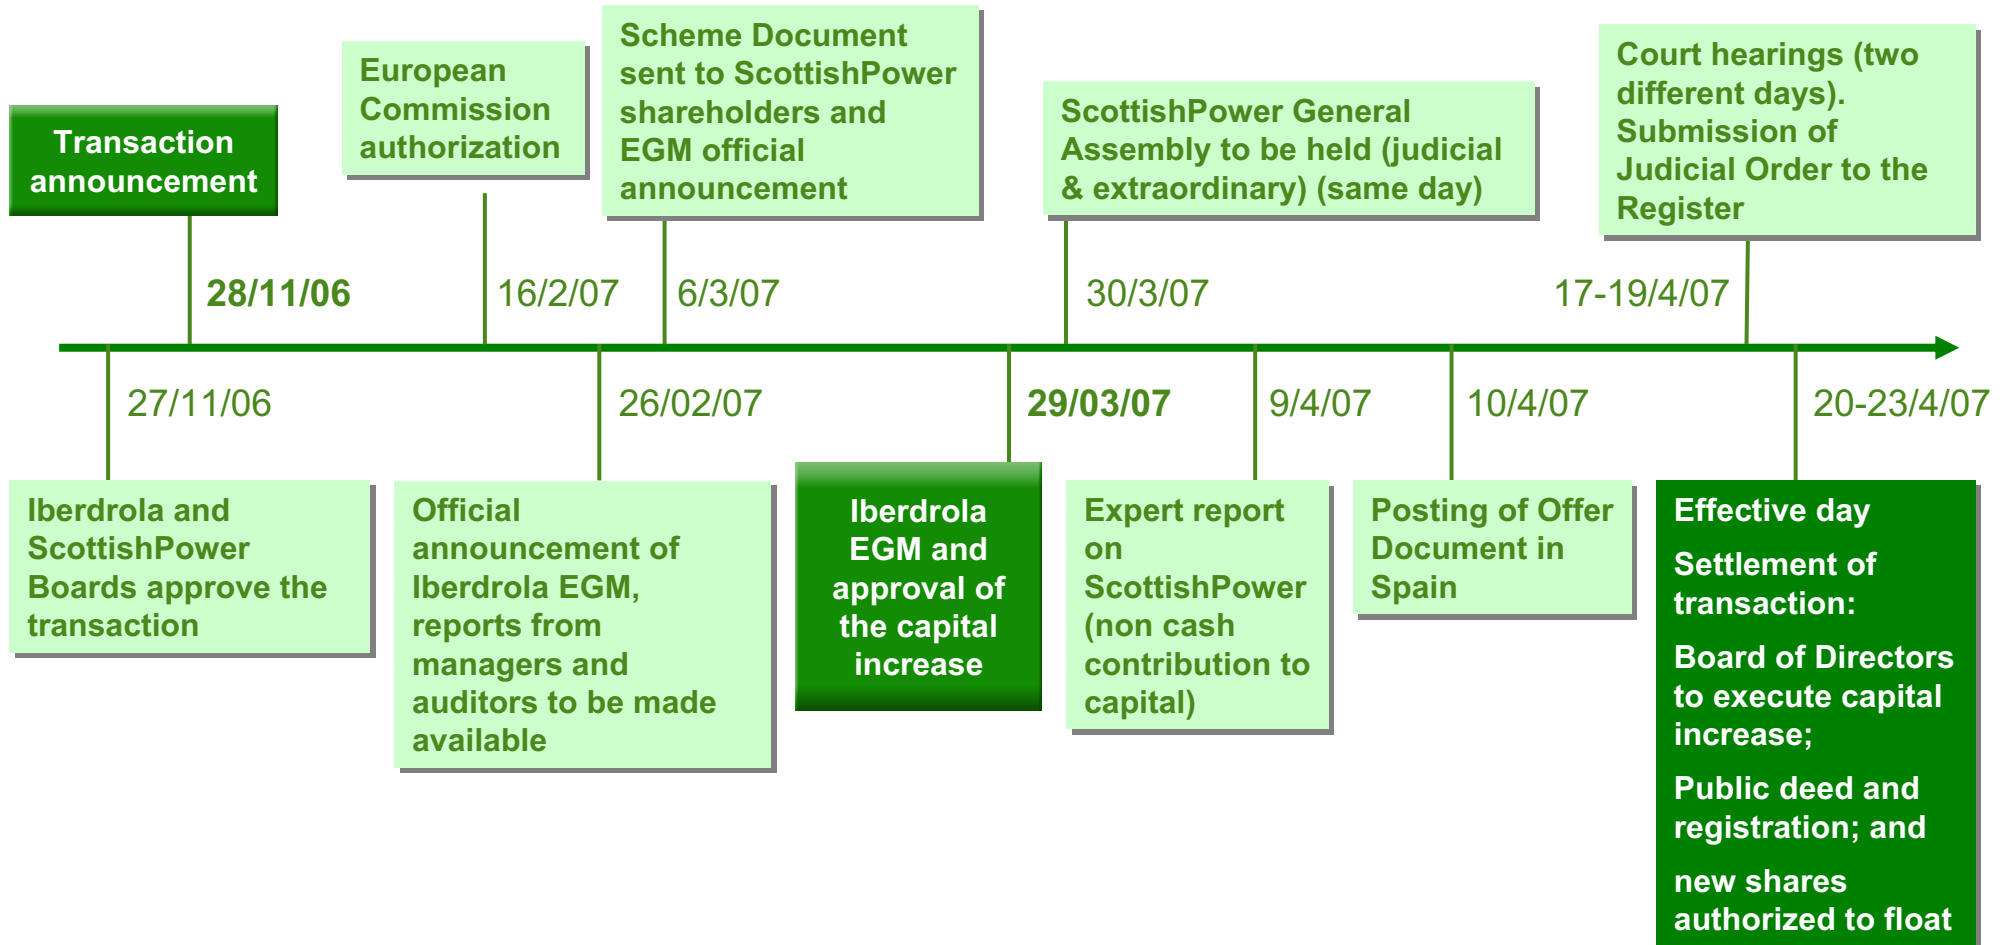 Transaction
announcement
European
Commission
authorization
Scheme Document
sent to ScottishPower
shareholders and
EGM official
announcement
ScottishPower General
Assembly to be held (judicial
& extraordinary) (same day)
Court hearings (two
different days).
Submission of
Judicial Order to the
Register
28/11/06
16/2/07
6/3/07
30/3/07
17-19/4/07
27/11/06
26/02/07
29/03/07
9/4/07
10/4/07
20-23/4/07
Iberdrola and
ScottishPower
Boards approve the
transaction
Official
announcement of
Iberdrola EGM,
reports from
managers and
auditors to be made
available
Iberdrola
EGM and
approval of
the capital
increase
Expert report
on
ScottishPower
(non cash
contribution to
capital)
Posting of Offer
Document in
Spain
Effective day
Settlement of
transaction:
Board of Directors
to execute capital
increase;
Public deed and
registration; and
new shares
authorized to float